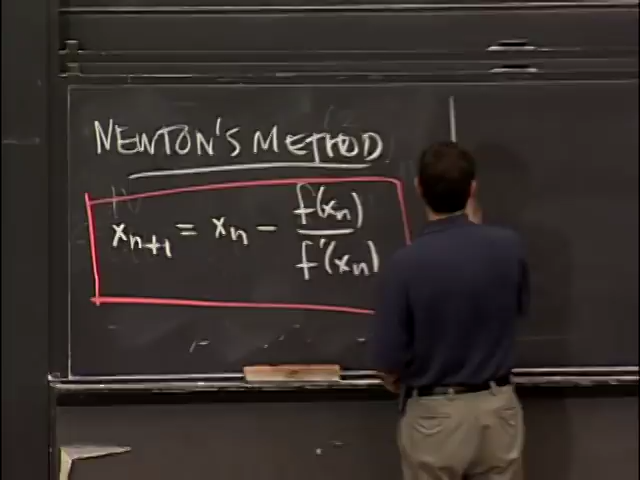 NEWTON'S METHOD
xₙ₊₁ = xₙ - f(xₙ)/f'(xₙ)